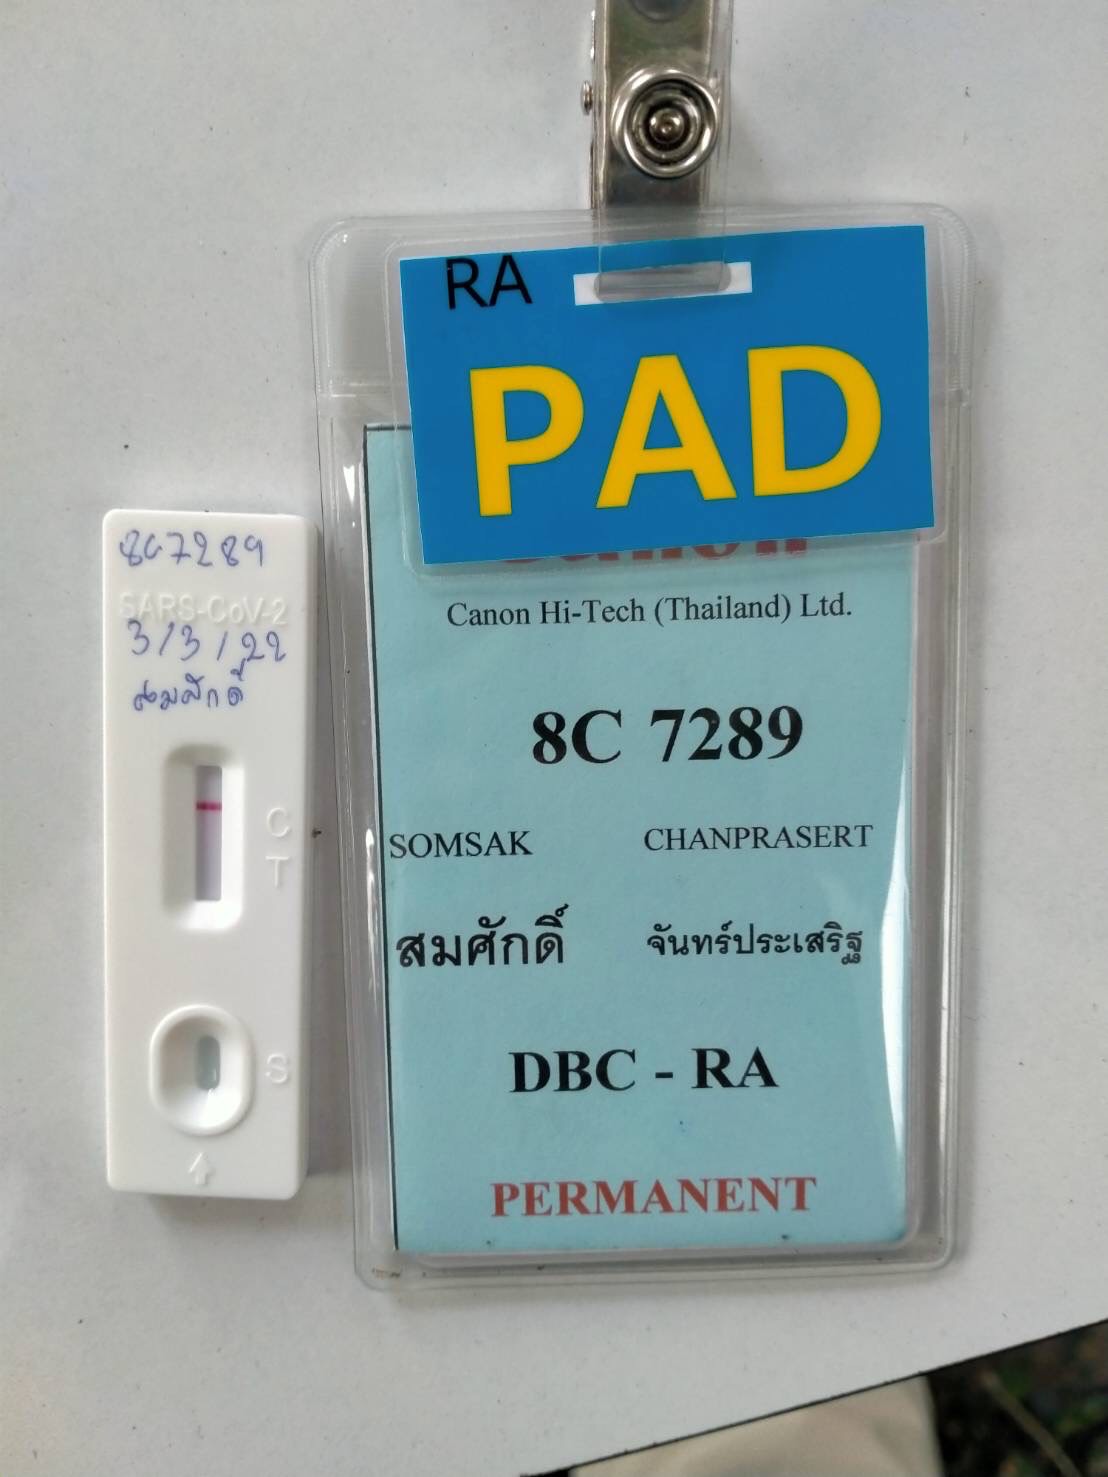 8C7289
SARS-CoV-2
3/3/22
สมศักดิ์
C
T
S
RA
PAD
Canon Hi-Tech (Thailand) Ltd.
8C 7289
SOMSAK CHANPRASERT
สมศักดิ์ จันทร์ประเสริฐ
DBC - RA
PERMANENT